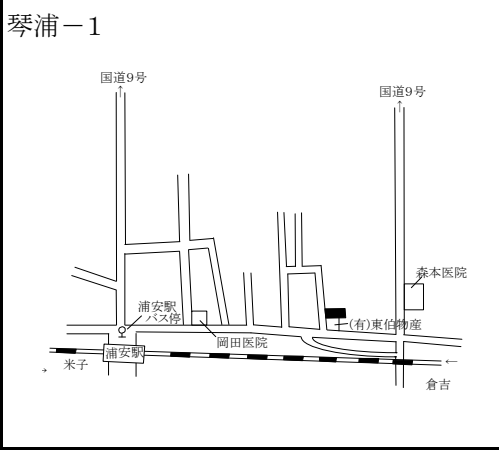 琴浦－1
国道9号
↑
国道9号
↑
森本医院
浦安駅
バス停
(有)東伯物産
岡田医院
浦安駅
米子
→
←
倉吉